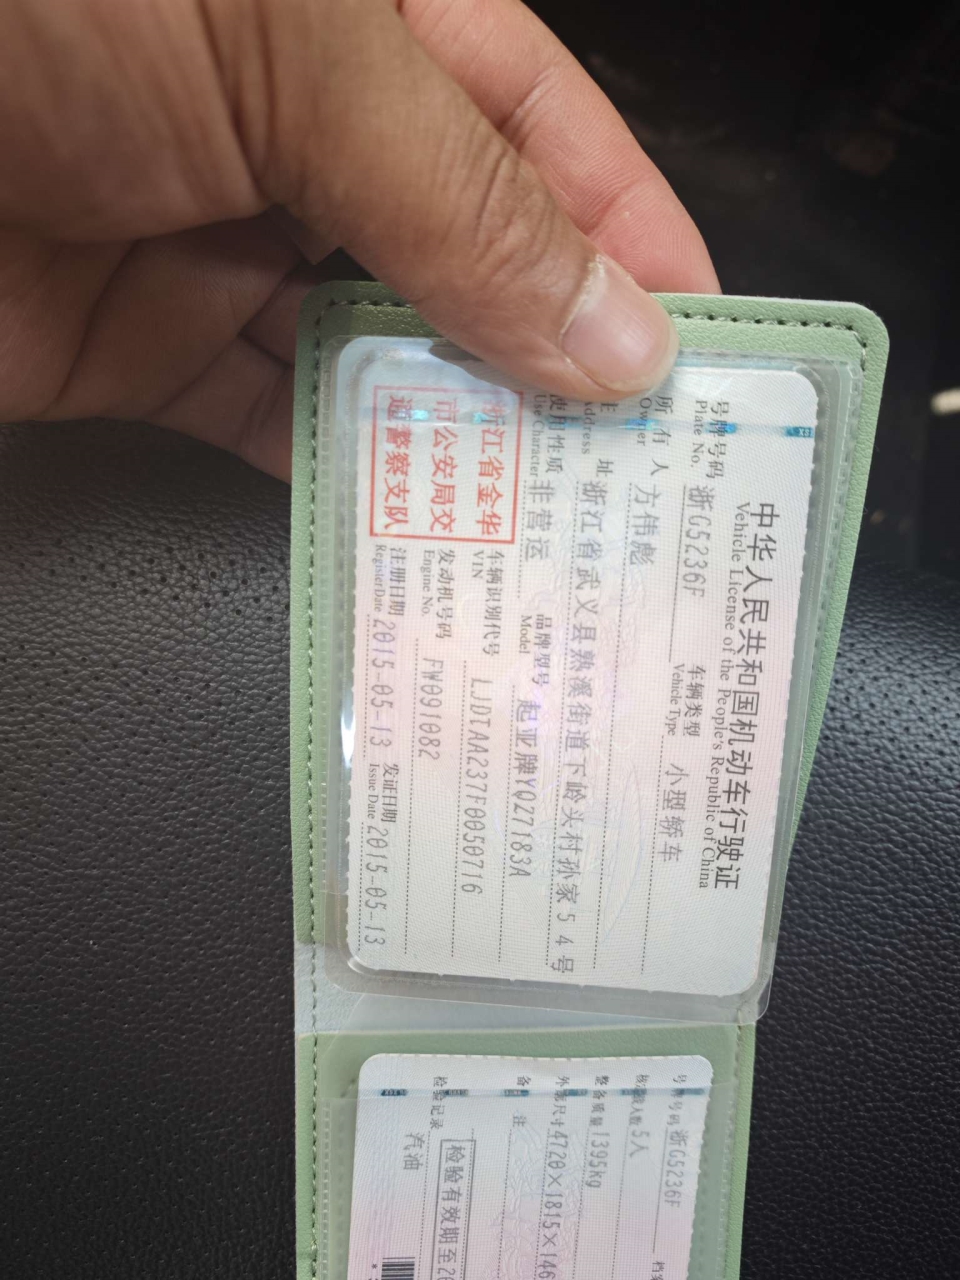 中华人民共和国机动车行驶证
Vehicle License of the People's Republic of China
号牌号码 浙G5236F 车辆类型 小型轿车
Plate No. Vehicle Type
所有人 方伟彪
Owner
住址 浙江省武义县熟溪街道下岭头村孙家54号
Address
使用性质 非营运 品牌型号 起亚牌YQZ7183A
Use Character Model
浙江省金华
市公安局交
通警察支队
车辆识别代号 LJDTAA237F0050716
VIN
发动机号码 FW091082
Engine No.
注册日期 2015-05-13 发证日期 2015-05-13
Register Date Issue Date
号牌号码 浙G5236F 档案
核定载人数 5人
整备质量 1395kg
外廓尺寸 4720×1815×146
备注
检验有效期至20
检验记录
汽油